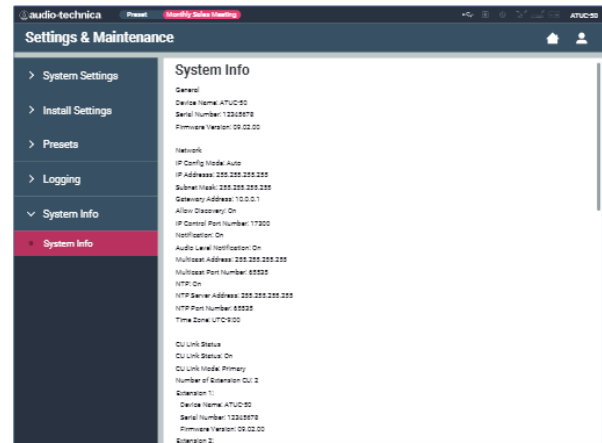 audio-technica Preset Monthly Sales Meeting ATUC-50
Settings & Maintenance
System Settings
Install Settings
Presets
Logging
System Info
System Info
System Info
General
Device Name: ATUC-50
Serial Number: 12345678
Firmware Version: 09.02.00
Network
IP Config Mode: Auto
IP Addresss: 255.255.255.255
Subnet Mask: 255.255.255.255
Gateway Address: 10.0.0.1
Allow Discovery: On
IP Control Port Number: 17300
Notification: On
Audio Level Notification: On
Multicast Address: 255.255.255.255
Multicast Port Number: 65535
NTP: On
NTP Server Address: 255.255.255.255
NTP Port Number: 65535
Time Zone: UTC-9:00
CU Link Status
CU Link Status: On
CU Link Mode: Primary
Number of Extension CU: 2
Extension 1:
Device Name: ATUC-50
Serial Number: 12345678
Firmware Version: 09.02.00
Extension 2: